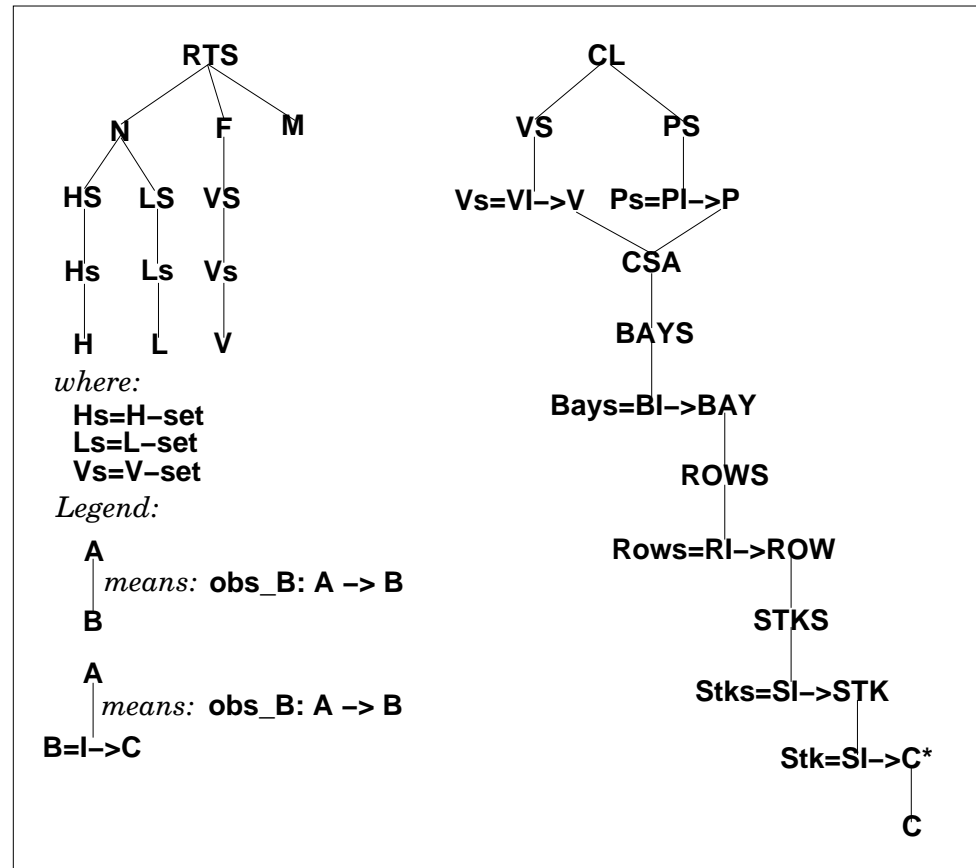 RTS
N F M
HS LS VS
Hs Ls Vs
H L V
where:
Hs=H–set
Ls=L–set
Vs=V–set
Legend:
A
means: obs_B: A –> B
B
A
means: obs_B: A –> B
B=I–>C
CL
VS PS
Vs=VI–>V Ps=PI–>P
CSA
BAYS
Bays=BI–>BAY
ROWS
Rows=RI–>ROW
STKS
Stks=SI–>STK
Stk=SI–>C*
C